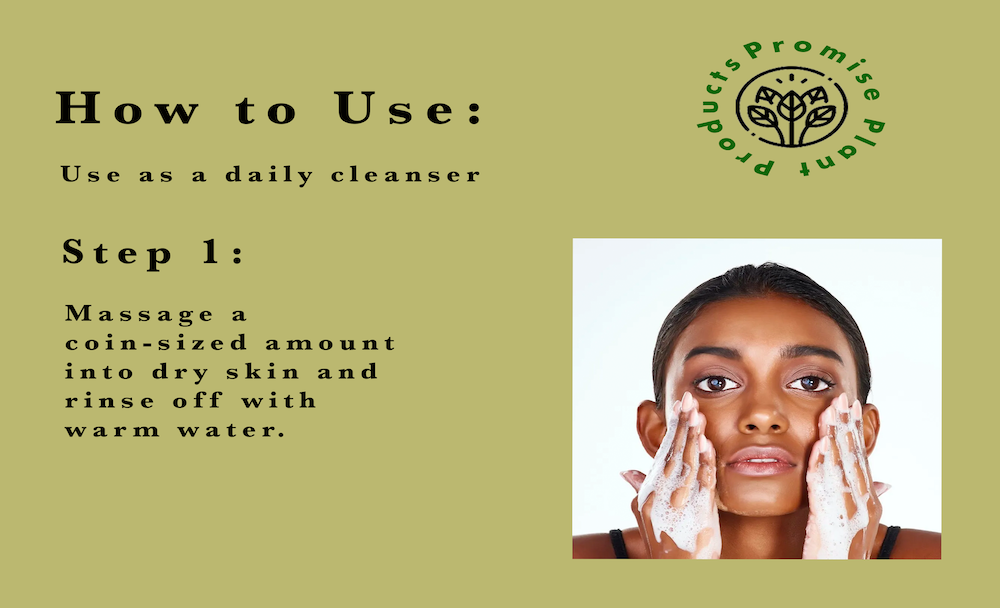 How to Use:
Use as a daily cleanser
Step 1:
Massage a
coin-sized amount
into dry skin and
rinse off with
warm water.
Promise Plant Products